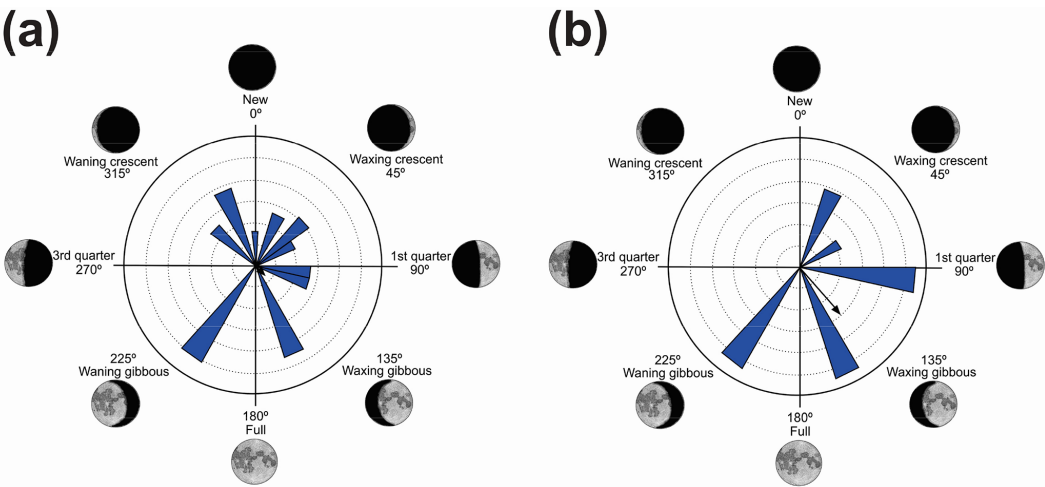 (a)
New
0º
Waning crescent
315º
Waxing crescent
45º
3rd quarter
270º
1st quarter
90º
225º
Waning gibbous
135º
Waxing gibbous
180º
Full
(b)
New
0º
Waning crescent
315º
Waxing crescent
45º
3rd quarter
270º
1st quarter
90º
225º
Waning gibbous
135º
Waxing gibbous
180º
Full